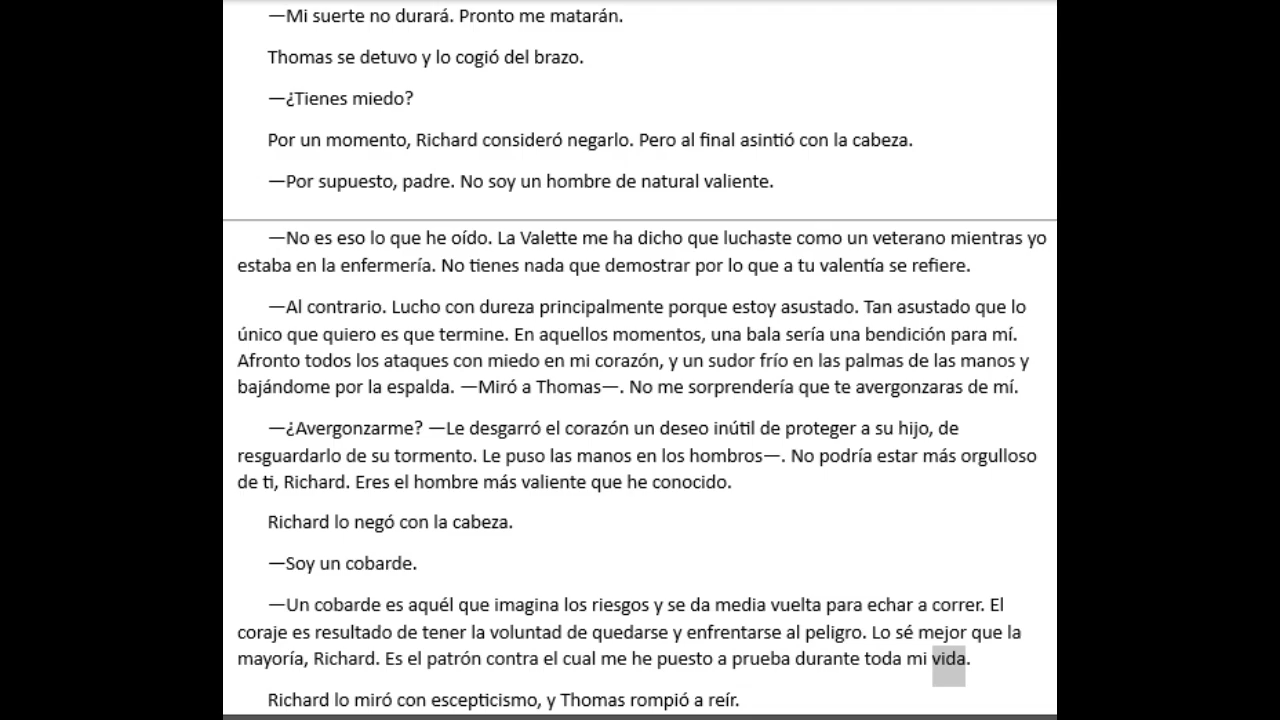 —Mi suerte no durará. Pronto me matarán.
Thomas se detuvo y lo cogió del brazo.
—¿Tienes miedo?
Por un momento, Richard consideró negarlo. Pero al final asintió con la cabeza.
—Por supuesto, padre. No soy un hombre de natural valiente.
—No es eso lo que he oído. La Valette me ha dicho que luchaste como un veterano mientras yo
estaba en la enfermería. No tienes nada que demostrar por lo que a tu valentía se refiere.
—Al contrario. Lucho con dureza principalmente porque estoy asustado. Tan asustado que lo
único que quiero es que termine. En aquellos momentos, una bala sería una bendición para mí.
Afronto todos los ataques con miedo en mi corazón, y un sudor frío en las palmas de las manos y
bajándome por la espalda. —Miró a Thomas—. No me sorprendería que te avergonzaras de mí.
—¿Avergonzarme? —Le desgarró el corazón un deseo inútil de proteger a su hijo, de
resguardarlo de su tormento. Le puso las manos en los hombros—. No podría estar más orgulloso
de ti, Richard. Eres el hombre más valiente que he conocido.
Richard lo negó con la cabeza.
—Soy un cobarde.
—Un cobarde es aquél que imagina los riesgos y se da media vuelta para echar a correr. El
coraje es resultado de tener la voluntad de quedarse y enfrentarse al peligro. Lo sé mejor que la
mayoría, Richard. Es el patrón contra el cual me he puesto a prueba durante toda mi vida.
Richard lo miró con escepticismo, y Thomas rompió a reír.